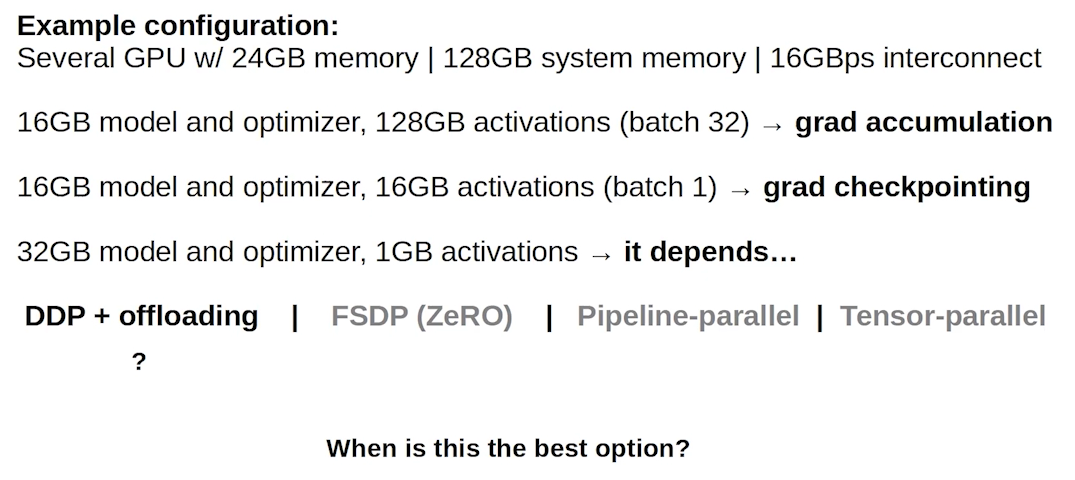 Example configuration:
Several GPU w/ 24GB memory | 128GB system memory | 16GBps interconnect
16GB model and optimizer, 128GB activations (batch 32) → grad accumulation
16GB model and optimizer, 16GB activations (batch 1) → grad checkpointing
32GB model and optimizer, 1GB activations → it depends…
DDP + offloading | FSDP (ZeRO) | Pipeline-parallel | Tensor-parallel
?
When is this the best option?